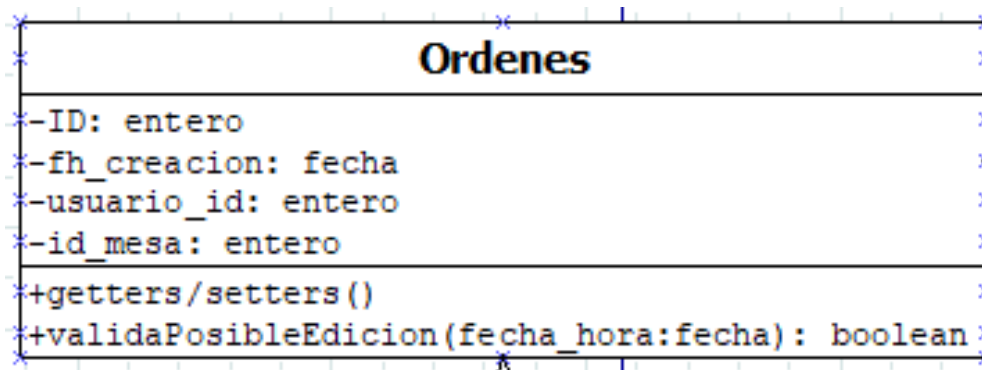 Ordenes
-ID: entero
-fh_creacion: fecha
-usuario_id: entero
-id_mesa: entero
+getters/setters()
+validaPosibleEdicion(fecha_hora:fecha): boolean